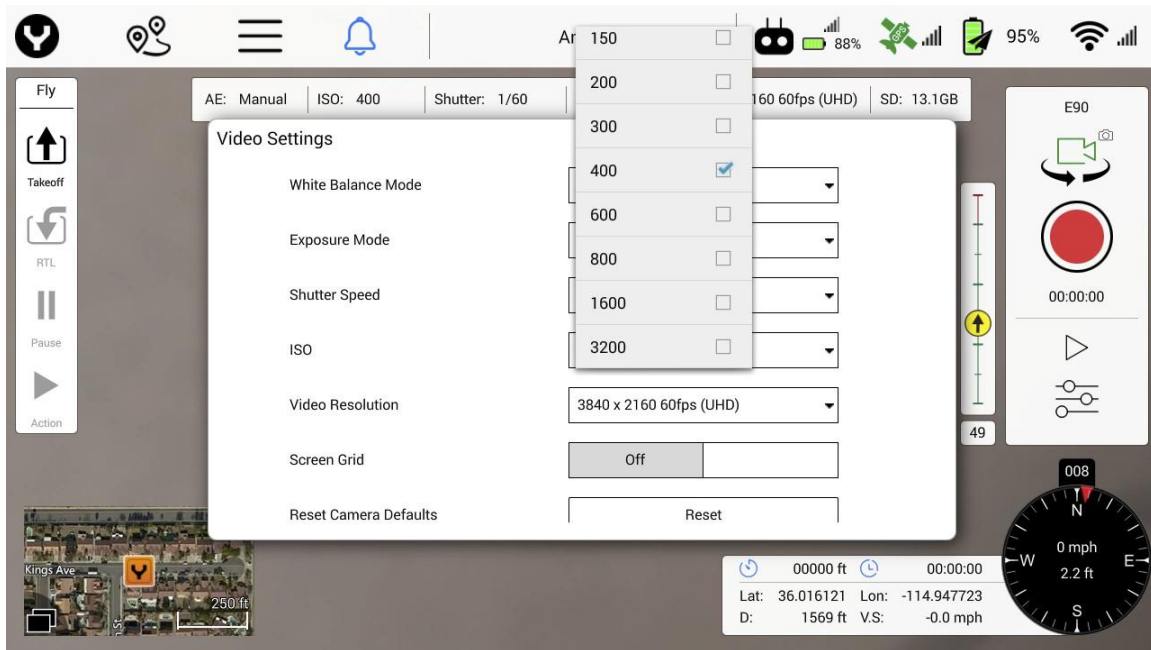 Ar
88%
GPS
95%
Fly
Takeoff
RTL
Pause
Action
AE: Manual
ISO: 400
Shutter: 1/60
160 60fps (UHD)
SD: 13.1GB
150
200
300
400
600
800
1600
3200
Video Settings
White Balance Mode
Exposure Mode
Shutter Speed
ISO
Video Resolution
3840 x 2160 60fps (UHD)
Screen Grid
Off
Reset Camera Defaults
Reset
E90
00:00:00
49
008
N
W
E
S
0 mph
2.2 ft
Kings Ave
250 ft
00000 ft
00:00:00
Lat: 36.016121 Lon: -114.947723
D: 1569 ft V.S: -0.0 mph